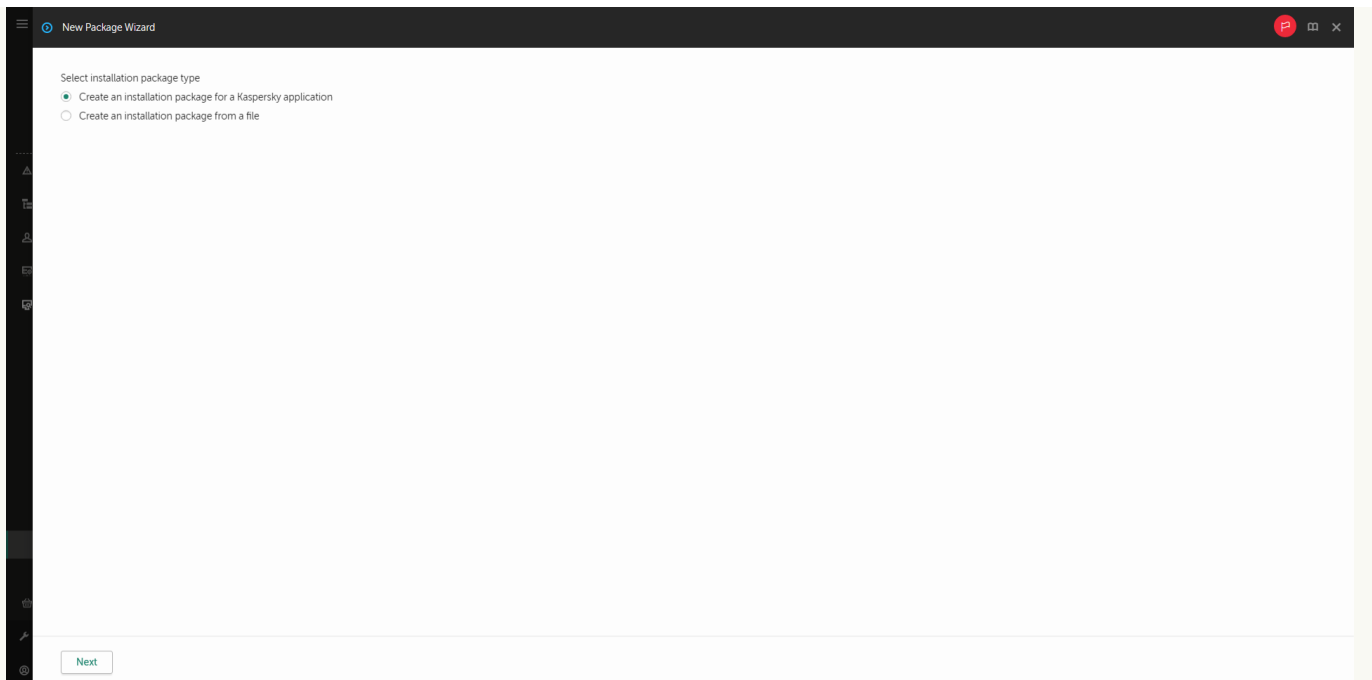 New Package Wizard
Select installation package type
Create an installation package for a Kaspersky application
Create an installation package from a file
Next